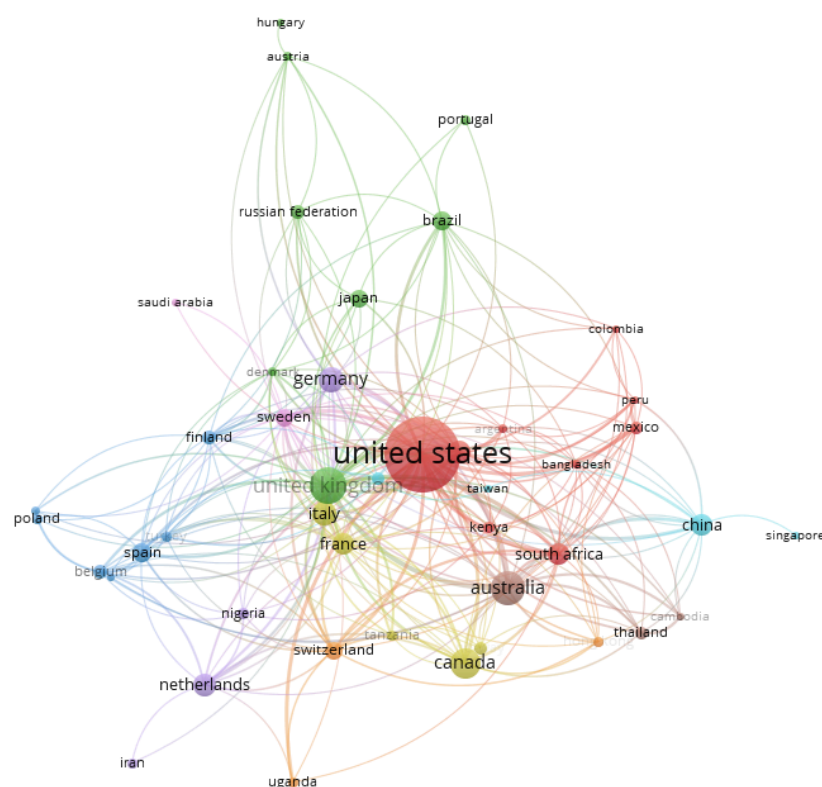 hungary
austria
portugal
russian federation
brazil
japan
saudi arabia
colombia
denmark
germany
peru
sweden
mexico
argentina
finland
united states
bangladesh
united kingdom
taiwan
italy
poland
china
kenya
singapore
france
spain
south africa
belgium
australia
nigeria
cambodia
thailand
tanzania
switzerland
canada
netherlands
iran
uganda